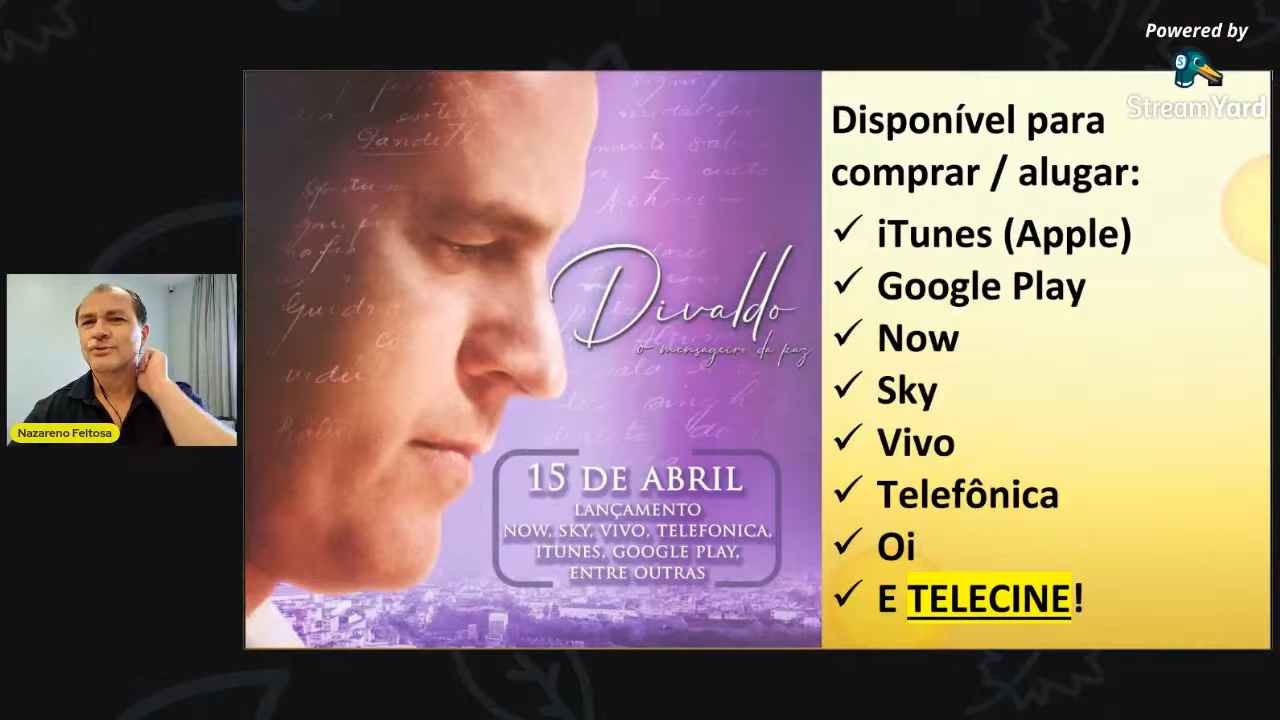 Powered by
StreamYard
Disponível para
comprar / alugar:
✓ iTunes (Apple)
✓ Google Play
✓ Now
✓ Sky
✓ Vivo
✓ Telefônica
✓ Oi
✓ E TELECINE!
Divaldo
o mensageiro da paz
15 DE ABRIL
LANÇAMENTO
NOW, SKY, VIVO, TELEFONICA,
ITUNES, GOOGLE PLAY,
ENTRE OUTRAS
Nazareno Feitosa